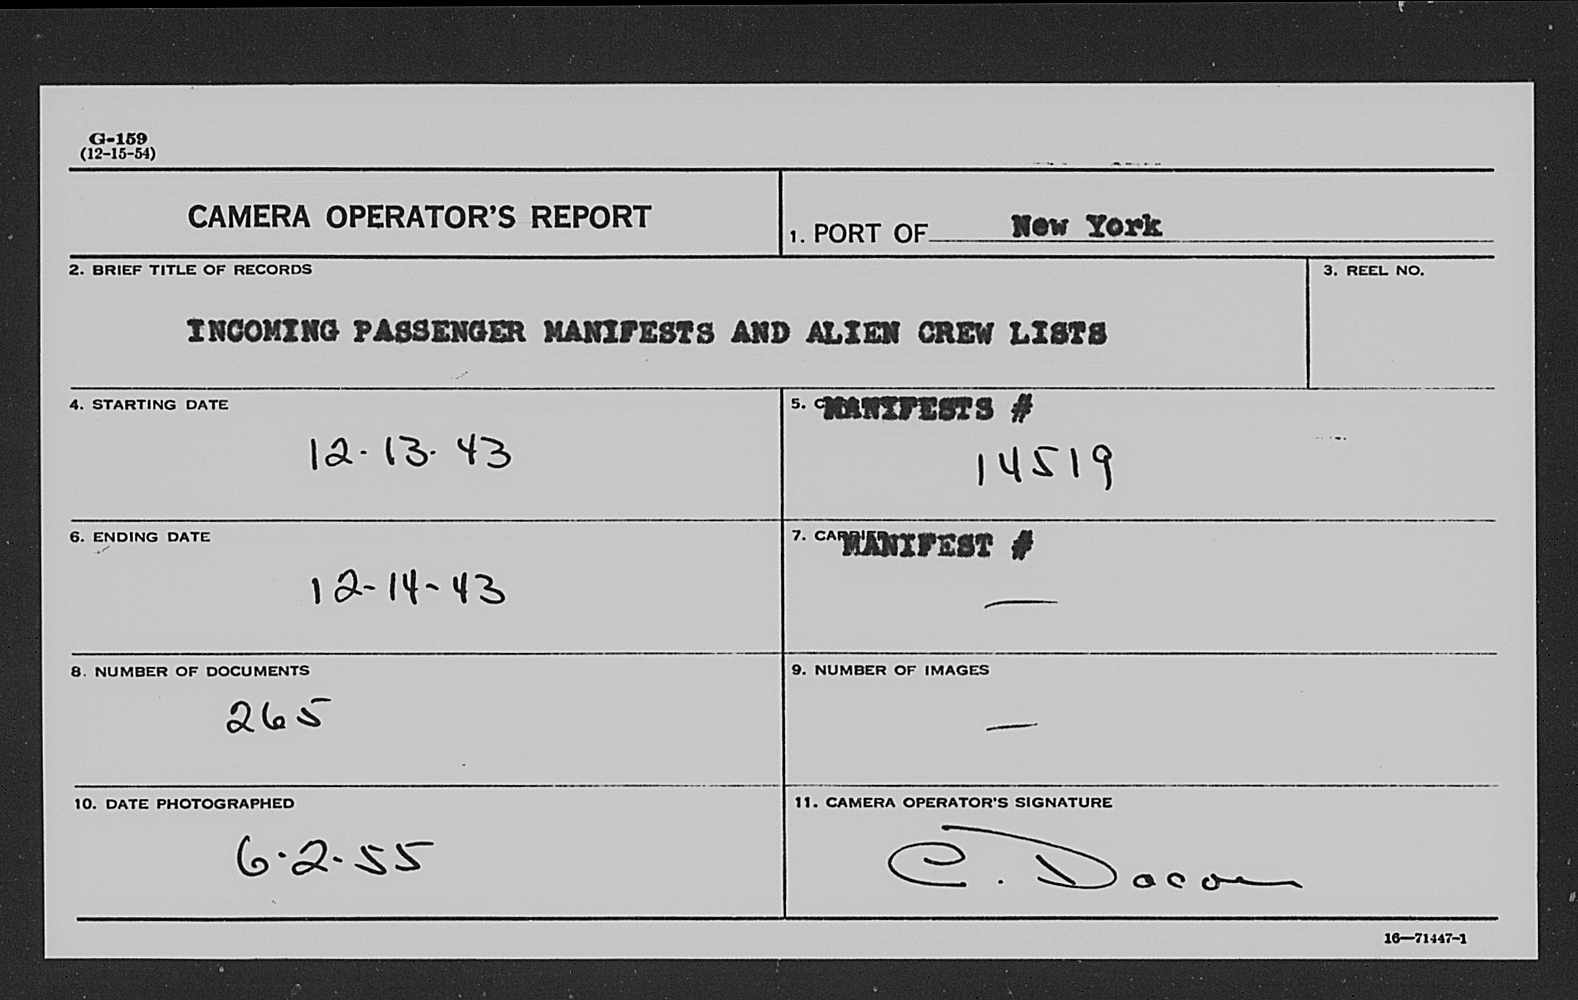 G-159
(12-15-54)
CAMERA OPERATOR'S REPORT
1. PORT OF New York
2. BRIEF TITLE OF RECORDS
3. REEL NO.
INCOMING PASSENGER MANIFESTS AND ALIEN CREW LISTS
4. STARTING DATE
12-13-43
5. MANIFESTS #
14519
6. ENDING DATE
12-14-43
7. CARRIER MANIFEST #
—
8. NUMBER OF DOCUMENTS
265
9. NUMBER OF IMAGES
—
10. DATE PHOTOGRAPHED
6-2-55
11. CAMERA OPERATOR'S SIGNATURE
C.
16—71447-1